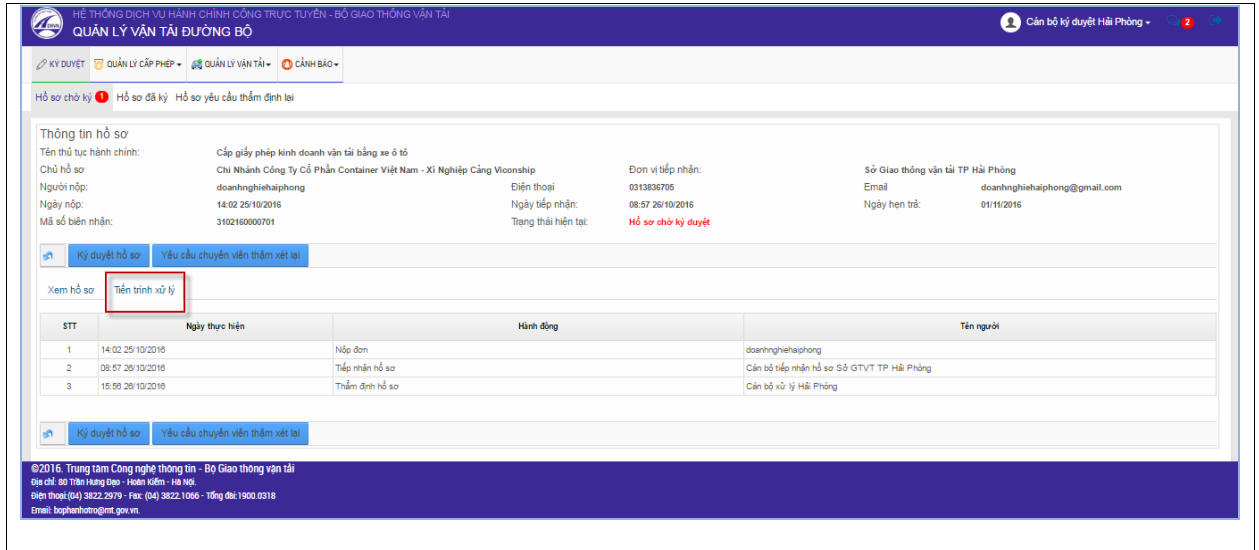 HỆ THỐNG DỊCH VỤ HÀNH CHÍNH CÔNG TRỰC TUYẾN - BỘ GIAO THÔNG VẬN TẢI
QUẢN LÝ VẬN TẢI ĐƯỜNG BỘ
Cán bộ ký duyệt Hải Phòng 2
KÝ DUYỆT QUẢN LÝ CẤP PHÉP QUẢN LÝ VẬN TẢI CẢNH BÁO
Hồ sơ chờ ký 1 Hồ sơ đã ký Hồ sơ yêu cầu thẩm định lại
Thông tin hồ sơ
Tên thủ tục hành chính: Cấp giấy phép kinh doanh vận tải bằng xe ô tô
Chủ hồ sơ Chi Nhánh Công Ty Cổ Phần Container Việt Nam - Xí Nghiệp Cảng Viconship Đơn vị tiếp nhận: Sở Giao thông vận tải TP Hải Phòng
Người nộp: doanhnghiehaiphong Điện thoại 0313836705 Email doanhnghiehaiphong@gmail.com
Ngày nộp: 14:02 25/10/2016 Ngày tiếp nhận: 08:57 26/10/2016 Ngày hẹn trả: 01/11/2016
Mã số biên nhận: 3102160000701 Trạng thái hiện tại: Hồ sơ chờ ký duyệt
Ký duyệt hồ sơ Yêu cầu chuyên viên thậm xét lại
Xem hồ sơ Tiến trình xử lý
STT Ngày thực hiện Hành động Tên người
1 14:02 25/10/2016 Nộp đơn doanhnghiehaiphong
2 08:57 26/10/2016 Tiếp nhận hồ sơ Cán bộ tiếp nhận hồ sơ Sở GTVT TP Hải Phòng
3 15:56 26/10/2016 Thẩm định hồ sơ Cán bộ xử lý Hải Phòng
Ký duyệt hồ sơ Yêu cầu chuyên viên thậm xét lại
©2016. Trung tâm Công nghệ thông tin - Bộ Giao thông vận tải
Địa chỉ: 80 Trần Hưng Đạo - Hoàn Kiếm - Hà Nội.
Điện thoại:(04) 3822.2979 - Fax: (04) 3822.1066 - Tổng đài:1900.0318
Email: bophanhotro@mt.gov.vn.